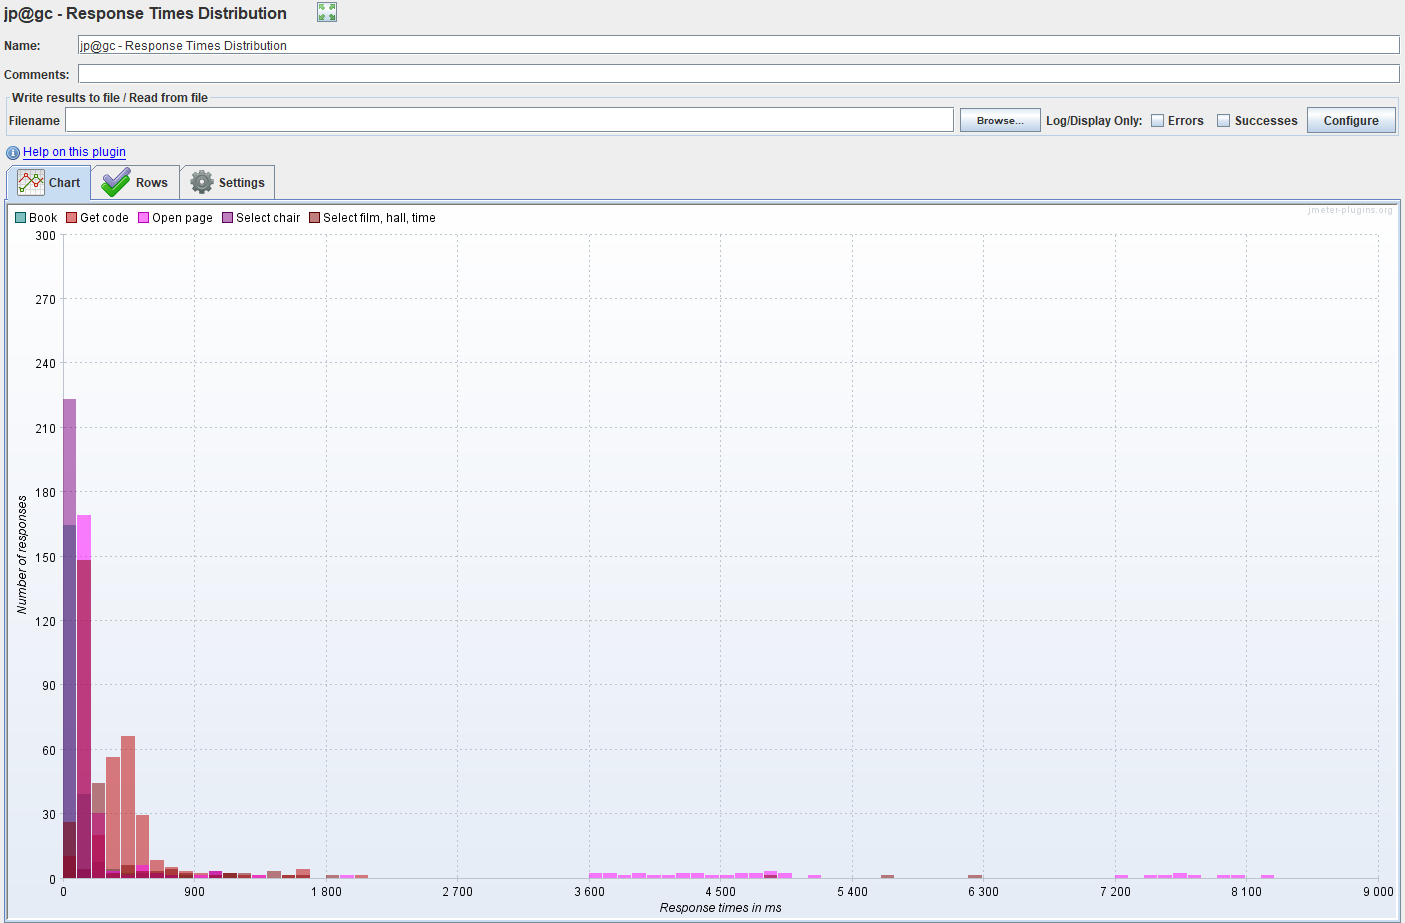 jp@gc - Response Times Distribution
Name: jp@gc - Response Times Distribution
Comments:
Write results to file / Read from file
Filename Browse... Log/Display Only: Errors Successes Configure
Help on this plugin
Chart Rows Settings
Book Get code Open page Select chair Select film, hall, time
jmeter-plugins.org
300
270
240
210
180
150
120
90
60
30
0
Number of responses
0 900 1 800 2 700 3 600 4 500 5 400 6 300 7 200 8 100 9 000
Response times in ms